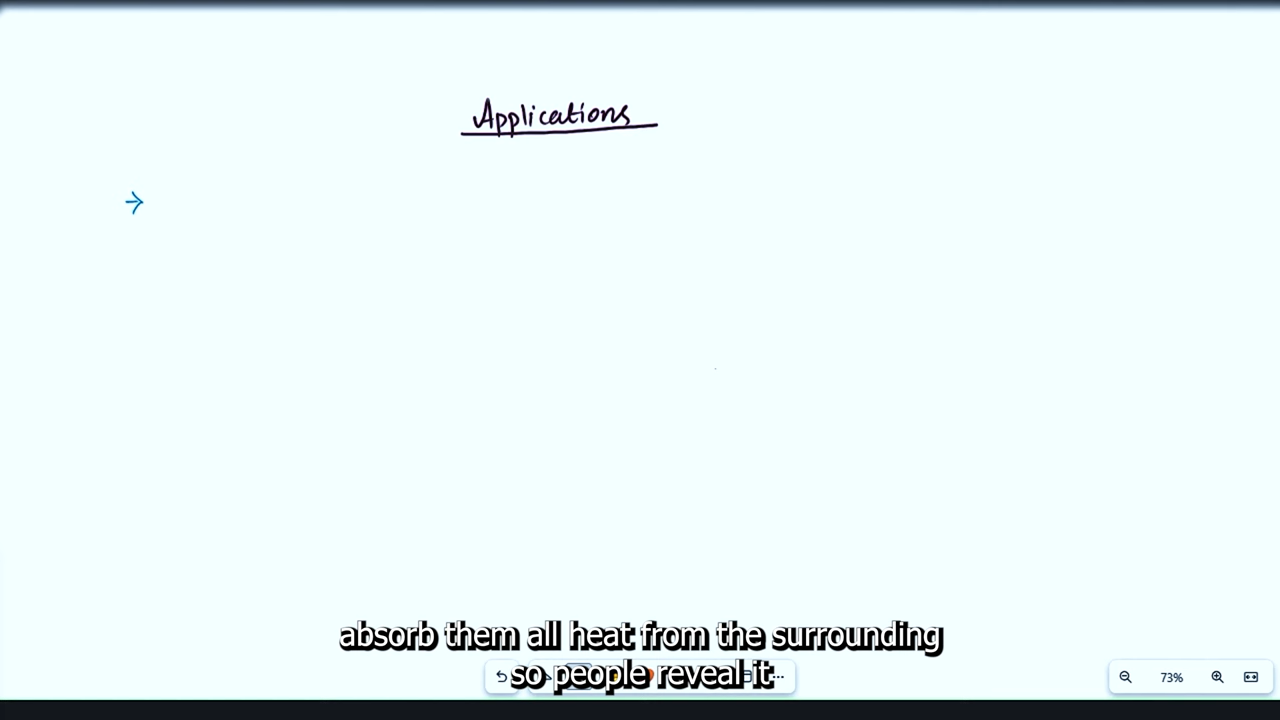 Applications
→
absorb them all heat from the surrounding
so people reveal it
73%